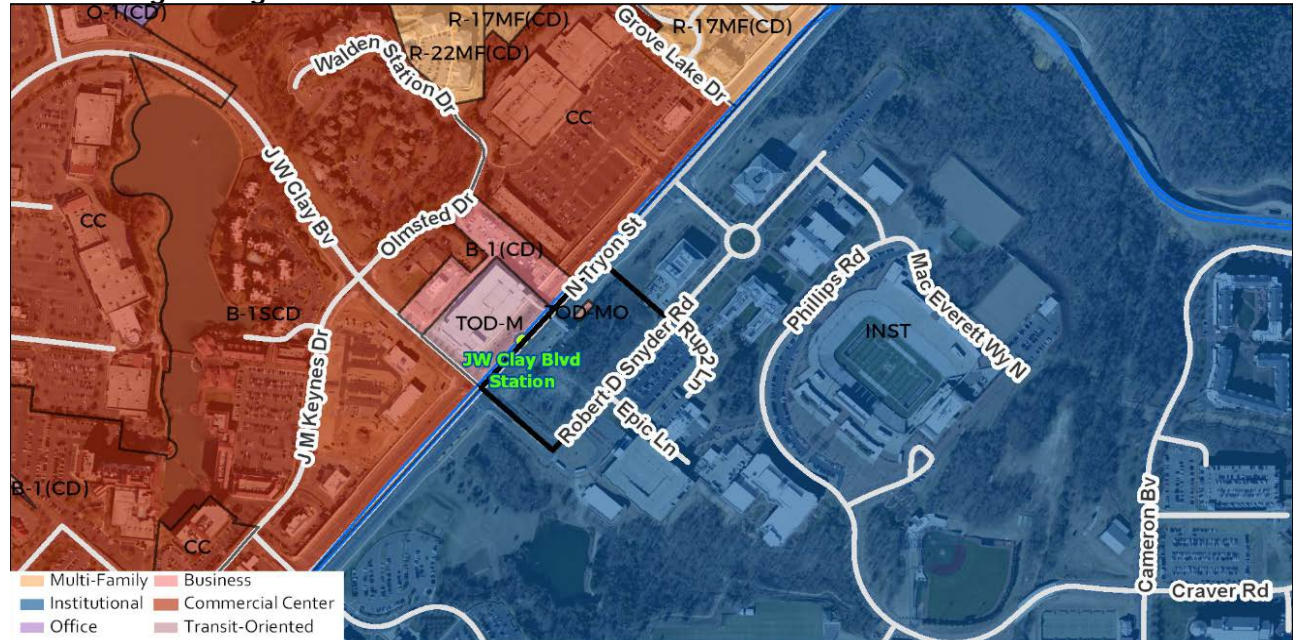 O-1(CD)
R-17MF(CD)
R-22MF(CD)
R-17MF(CD)
Grove Lake Dr
Walden Station Dr
CC
J W Clay Bv
CC
Olmsted Dr
B-1(CD)
N Tryon St
TOD-M
TOD-MO
B-1SCD
JW Clay Blvd
Station
Robert D Snyder Rd
Rup2 Ln
Epic Ln
Phillips Rd
Mac Everett Wy N
INST
J M Keynes Dr
B-1(CD)
CC
Cameron Bv
Craver Rd
Multi-Family
Business
Institutional
Commercial Center
Office
Transit-Oriented